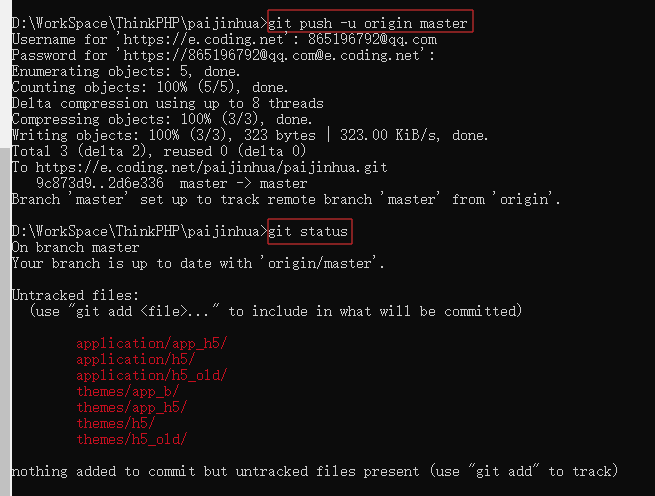 D:\WorkSpace\ThinkPHP\paijinhua>git push -u origin master
Username for 'https://e.coding.net': 865196792@qq.com
Password for 'https://865196792@qq.com@e.coding.net':
Enumerating objects: 5, done.
Counting objects: 100% (5/5), done.
Delta compression using up to 8 threads
Compressing objects: 100% (3/3), done.
Writing objects: 100% (3/3), 323 bytes | 323.00 KiB/s, done.
Total 3 (delta 2), reused 0 (delta 0)
To https://e.coding.net/paijinhua/paijinhua.git
   9c873d9..2d6e336  master -> master
Branch 'master' set up to track remote branch 'master' from 'origin'.
D:\WorkSpace\ThinkPHP\paijinhua>git status
On branch master
Your branch is up to date with 'origin/master'.
Untracked files:
  (use "git add <file>..." to include in what will be committed)
        application/app_h5/
        application/h5/
        application/h5_old/
        themes/app_b/
        themes/app_h5/
        themes/h5/
        themes/h5_old/
nothing added to commit but untracked files present (use "git add" to track)